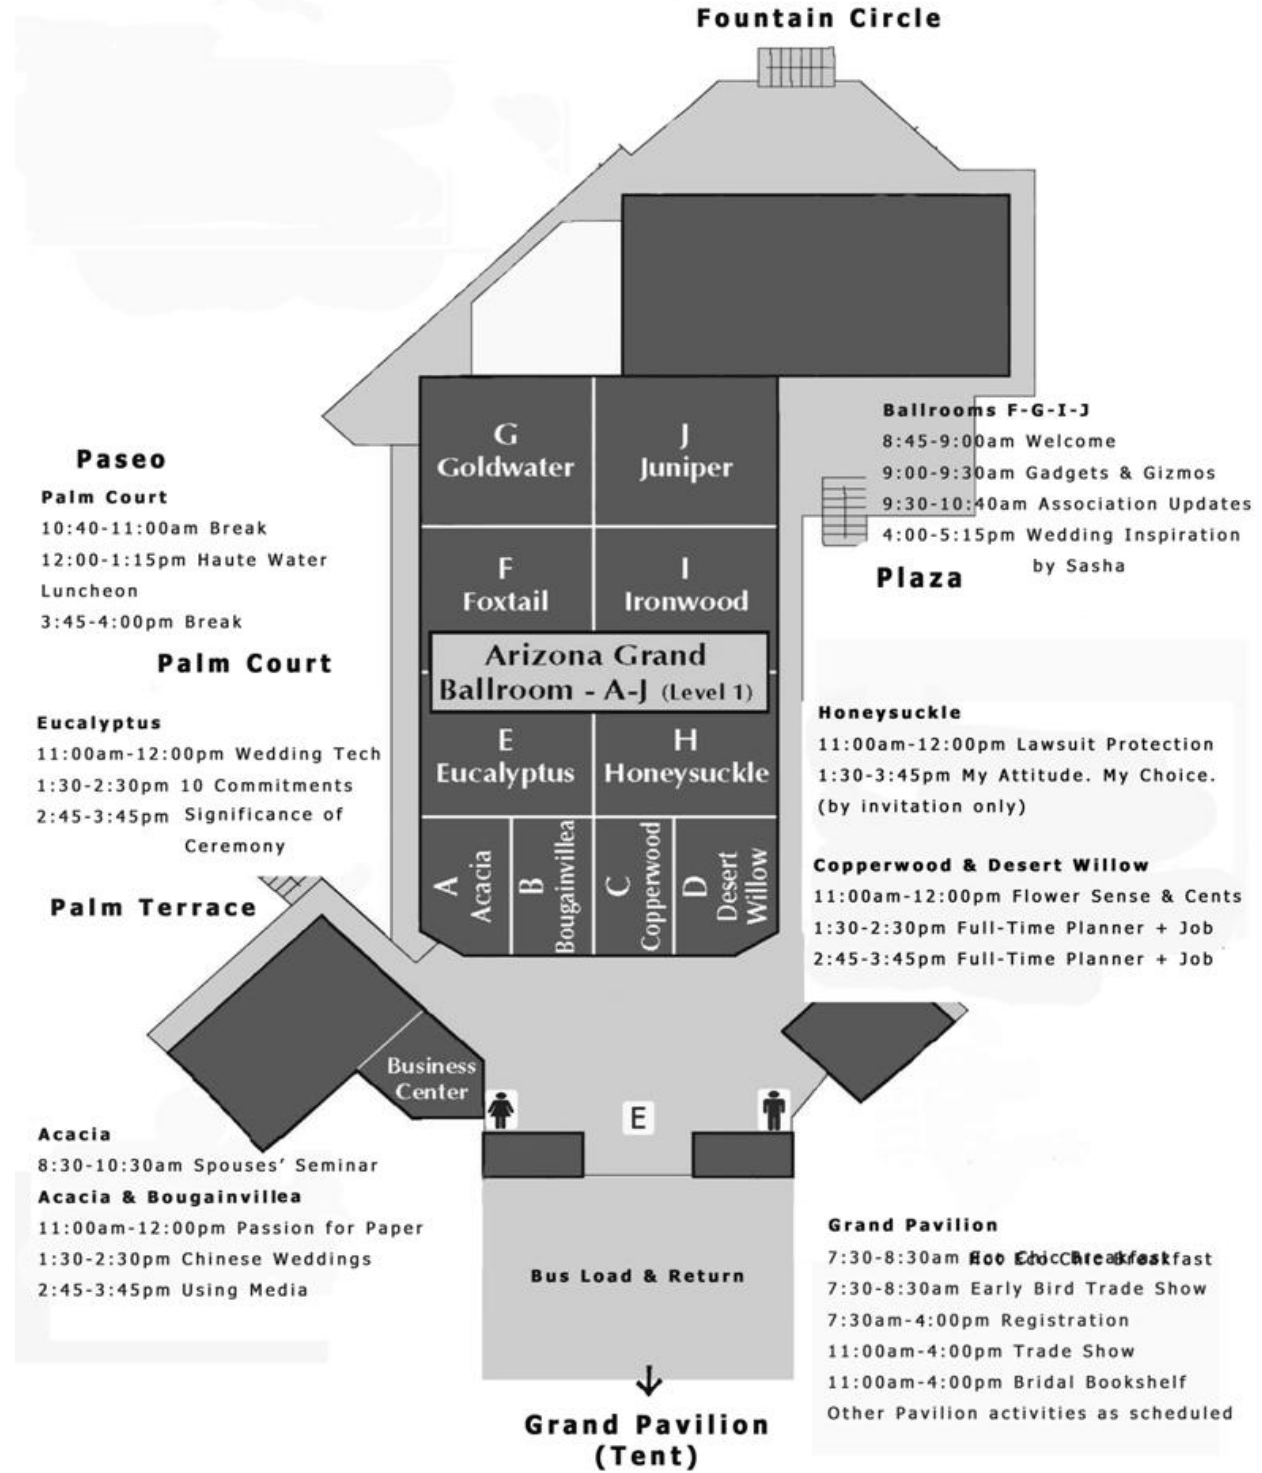 Fountain Circle
G
Goldwater
J
Juniper
F
Foxtail
I
Ironwood
Arizona Grand
Ballroom - A-J (Level 1)
E
Eucalyptus
H
Honeysuckle
A
Acacia
B
Bougainvillea
C
Copperwood
D
Desert
Willow
Ballrooms F-G-I-J
8:45-9:00am Welcome
9:00-9:30am Gadgets & Gizmos
9:30-10:40am Association Updates
4:00-5:15pm Wedding Inspiration
by Sasha
Plaza
Paseo
Palm Court
10:40-11:00am Break
12:00-1:15pm Haute Water
Luncheon
3:45-4:00pm Break
Palm Court
Eucalyptus
11:00am-12:00pm Wedding Tech
1:30-2:30pm 10 Commitments
2:45-3:45pm Significance of
Ceremony
Palm Terrace
Honeysuckle
11:00am-12:00pm Lawsuit Protection
1:30-3:45pm My Attitude. My Choice.
(by invitation only)
Copperwood & Desert Willow
11:00am-12:00pm Flower Sense & Cents
1:30-2:30pm Full-Time Planner + Job
2:45-3:45pm Full-Time Planner + Job
Business
Center
E
Acacia
8:30-10:30am Spouses' Seminar
Acacia & Bougainvillea
11:00am-12:00pm Passion for Paper
1:30-2:30pm Chinese Weddings
2:45-3:45pm Using Media
Bus Load & Return
Grand Pavilion
(Tent)
Grand Pavilion
7:30-8:30am Eco Chic Breakfast
7:30-8:30am Early Bird Trade Show
7:30am-4:00pm Registration
11:00am-4:00pm Trade Show
11:00am-4:00pm Bridal Bookshelf
Other Pavilion activities as scheduled